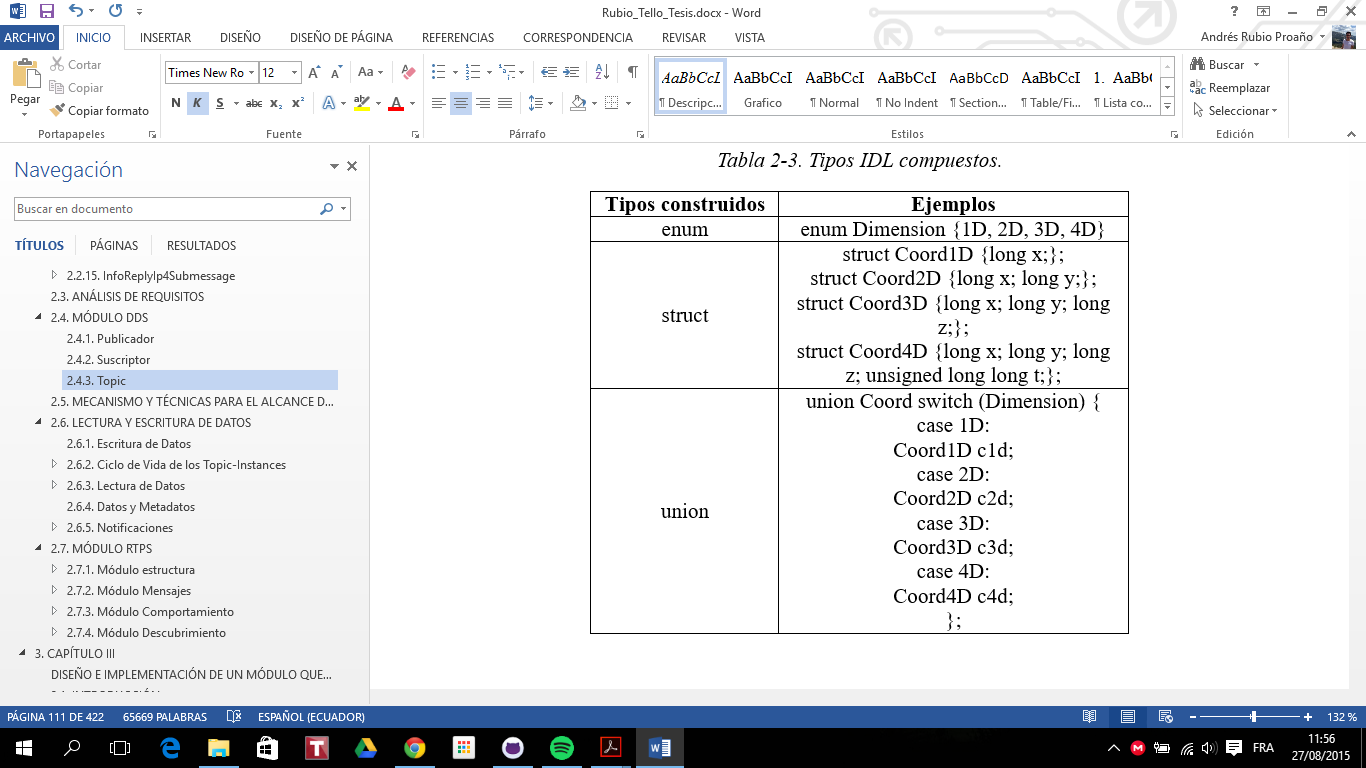 Rubio_Tello_Tesis.docx - Word
ARCHIVO INICIO INSERTAR DISEÑO DISEÑO DE PÁGINA REFERENCIAS CORRESPONDENCIA REVISAR VISTA Andrés Rubio Proaño
Pegar
Cortar
Copiar
Copiar formato
Portapapeles
Times New Ro 12
N K S abc x₂ x²
Fuente
Párrafo
AaBbCcI AaBbCcI AaBbCcI AaBbCcI AaBbCcD AaBbCcI 1. AaBb(
¶ Descripc... Grafico ¶ Normal ¶ No Indent ¶ Section... ¶ Table/Fi... ¶ Lista co...
Estilos
Buscar
Reemplazar
Seleccionar
Edición
Navegación
Buscar en documento
TÍTULOS PÁGINAS RESULTADOS
2.2.15. InfoReplyIp4Submessage
2.3. ANÁLISIS DE REQUISITOS
2.4. MÓDULO DDS
2.4.1. Publicador
2.4.2. Suscriptor
2.4.3. Topic
2.5. MECANISMO Y TÉCNICAS PARA EL ALCANCE D...
2.6. LECTURA Y ESCRITURA DE DATOS
2.6.1. Escritura de Datos
2.6.2. Ciclo de Vida de los Topic-Instances
2.6.3. Lectura de Datos
2.6.4. Datos y Metadatos
2.6.5. Notificaciones
2.7. MÓDULO RTPS
2.7.1. Módulo estructura
2.7.2. Módulo Mensajes
2.7.3. Módulo Comportamiento
2.7.4. Módulo Descubrimiento
3. CAPÍTULO III
DISEÑO E IMPLEMENTACIÓN DE UN MÓDULO QUE...
Tabla 2-3. Tipos IDL compuestos.
Tipos construidos Ejemplos
enum enum Dimension {1D, 2D, 3D, 4D}
struct
struct Coord1D {long x;};
struct Coord2D {long x; long y;};
struct Coord3D {long x; long y; long
z;};
struct Coord4D {long x; long y; long
z; unsigned long long t;};
union
union Coord switch (Dimension) {
case 1D:
Coord1D c1d;
case 2D:
Coord2D c2d;
case 3D:
Coord3D c3d;
case 4D:
Coord4D c4d;
};
PÁGINA 111 DE 422 65669 PALABRAS ESPAÑOL (ECUADOR) 132 %
FRA
11:56
27/08/2015